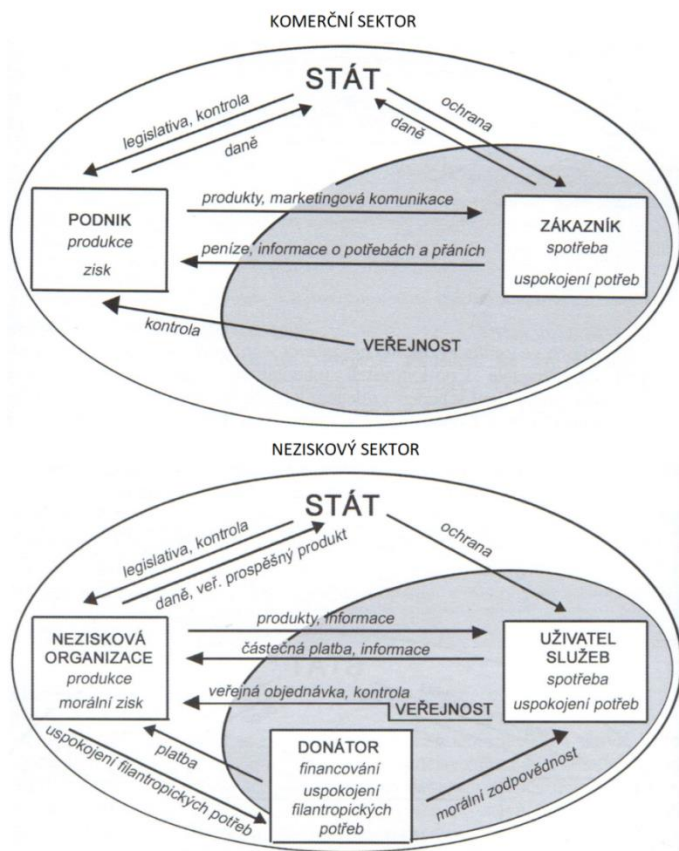 KOMERČNÍ SEKTOR
STÁT
legislativa, kontrola
daně
daně
ochrana
PODNIK
produkce
zisk
produkty, marketingová komunikace
peníze, informace o potřebách a přáních
ZÁKAZNÍK
spotřeba
uspokojení potřeb
kontrola
VEŘEJNOST
NEZISKOVÝ SEKTOR
STÁT
legislativa, kontrola
daně, veř. prospěšný produkt
ochrana
NEZISKOVÁ
ORGANIZACE
produkce
morální zisk
produkty, informace
částečná platba, informace
veřejná objednávka, kontrola
VEŘEJNOST
UŽIVATEL
SLUŽEB
spotřeba
uspokojení potřeb
uspokojení filantropických potřeb
platba
DONÁTOR
financování
uspokojení
filantropických
potřeb
morální zodpovědnost